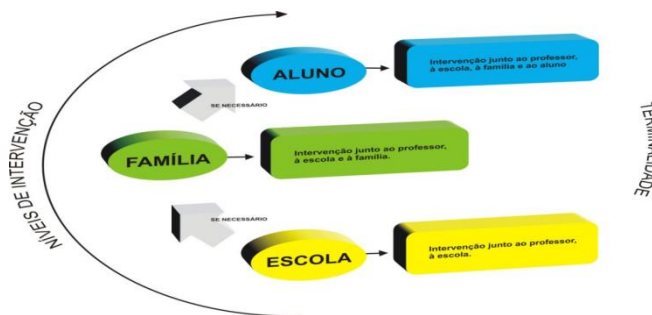 ALUNO
Intervenção junto ao professor,
à escola, à família e ao aluno
SE NECESSÁRIO
NÍVEIS DE INTERVENÇÃO
FAMÍLIA
Intervenção junto ao professor,
à escola e à família.
TERMINALIDADE
SE NECESSÁRIO
ESCOLA
Intervenção junto ao professor,
à escola.